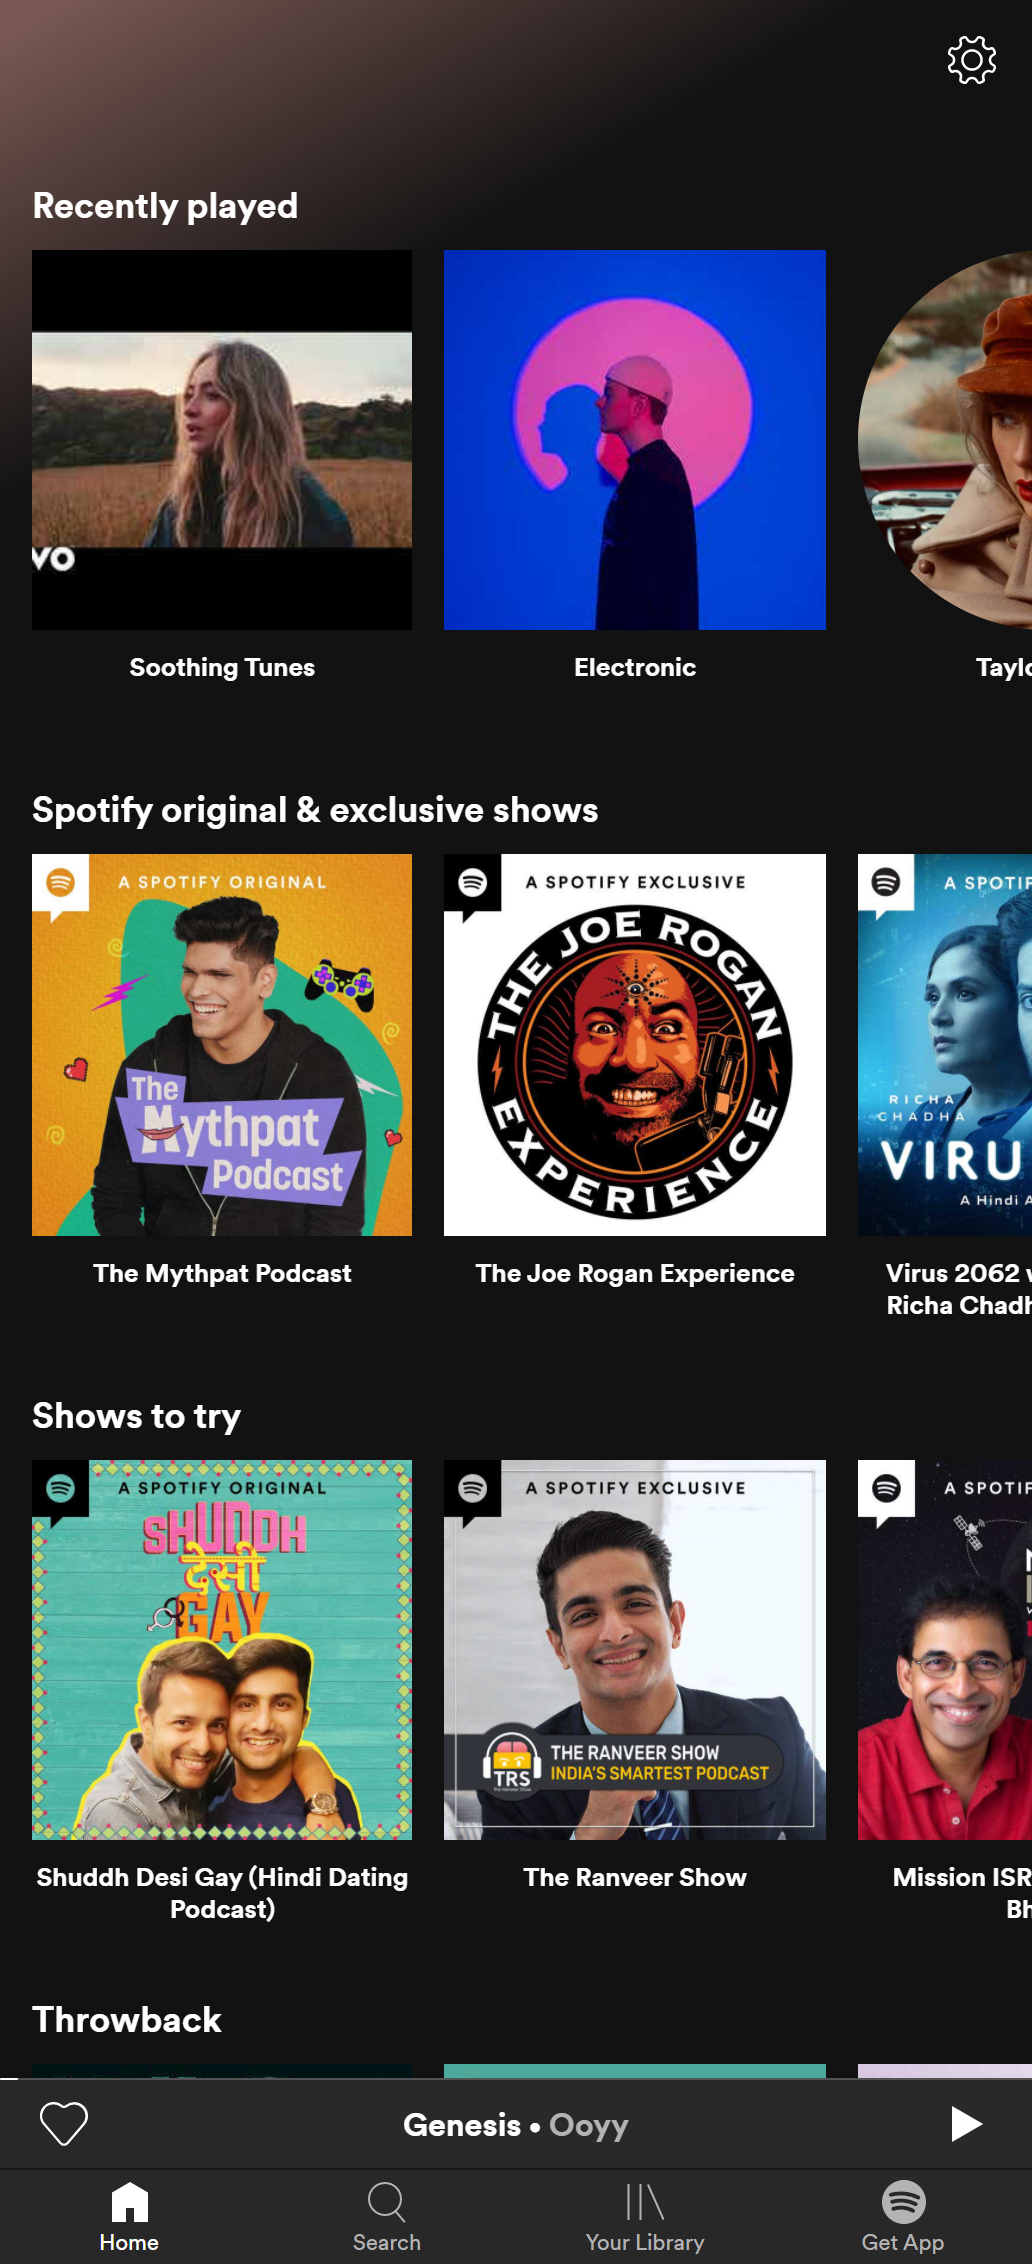 Recently played
VO
Soothing Tunes
Electronic
Taylo
Spotify original & exclusive shows
A SPOTIFY ORIGINAL
The
Mythpat
Podcast
The Mythpat Podcast
A SPOTIFY EXCLUSIVE
THE JOE ROGAN
EXPERIENCE
The Joe Rogan Experience
A SPOTIF
RICHA
CHADHA
VIRU
A Hindi A
Virus 2062 w
Richa Chadh
Shows to try
A SPOTIFY ORIGINAL
SHUDDH
देसी
GAY
Shuddh Desi Gay (Hindi Dating
Podcast)
A SPOTIFY EXCLUSIVE
TRS
The Ranveer Show
THE RANVEER SHOW
INDIA'S SMARTEST PODCAST
The Ranveer Show
A SPOTIF
Mission ISR
Bh
Throwback
Genesis • Ooyy
Home
Search
Your Library
Get App